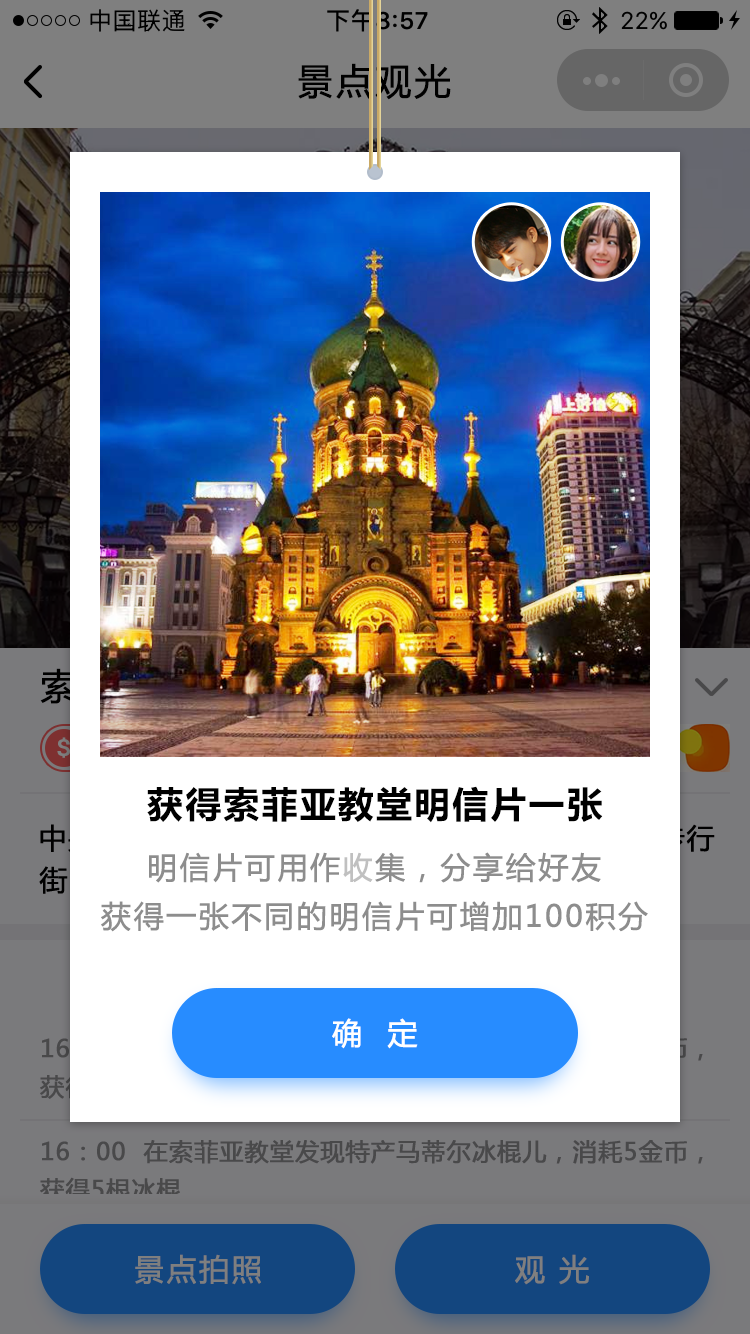 中国联通
下午8:57
22%
景点观光
获得索菲亚教堂明信片一张
明信片可用作收集，分享给好友
获得一张不同的明信片可增加100积分
确 定
索
步行
街
16
获得
16：00 在索菲亚教堂发现特产马蒂尔冰棍儿，消耗5金币，
获得5根冰棍
景点拍照
观 光